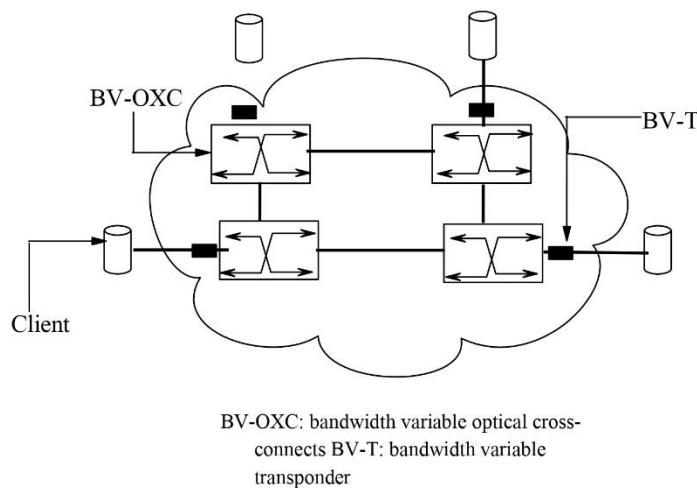 BV-OXC
BV-T
Client
BV-OXC: bandwidth variable optical cross-
connects BV-T: bandwidth variable
transponder